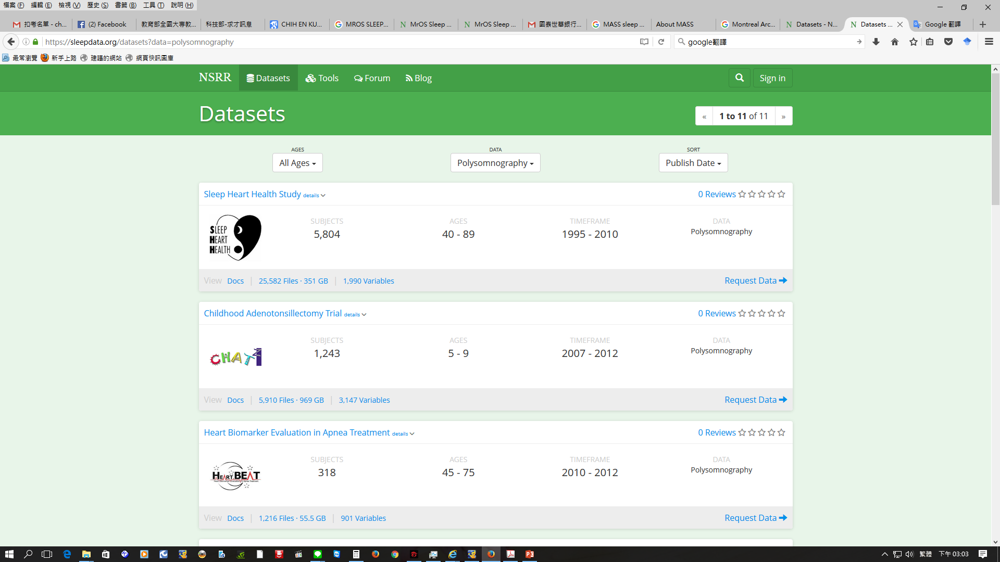 檔案 (F) 編輯 (E) 檢視 (V) 歷史 (S) 書籤 (B) 工具 (T) 說明 (H)
扣考名單 - ch... (2) Facebook 教育部全國大專教... 科技部-求才訊息 CHIH EN KU... MROS SLEEP... MrOS Sleep ... MrOS Sleep ... 國泰世華銀行... MASS sleep ... About MASS Montreal Arc... Datasets - N... Datasets ... Google 翻譯
https://sleepdata.org/datasets?data=polysomnography google翻譯
最常瀏覽 新手上路 建議的網站 網頁快訊圖庫
NSRR Datasets Tools Forum Blog Sign in
Datasets « 1 to 11 of 11 »
AGES DATA SORT
All Ages Polysomnography Publish Date
Sleep Heart Health Study details 0 Reviews
SLEEP HEART HEALTH
SUBJECTS AGES TIMEFRAME DATA
5,804 40 - 89 1995 - 2010 Polysomnography
View Docs 25,582 Files · 351 GB 1,990 Variables Request Data
Childhood Adenotonsillectomy Trial details 0 Reviews
CHAT
SUBJECTS AGES TIMEFRAME DATA
1,243 5 - 9 2007 - 2012 Polysomnography
View Docs 5,910 Files · 969 GB 3,147 Variables Request Data
Heart Biomarker Evaluation in Apnea Treatment details 0 Reviews
HEARTBEAT
Heart Biomarker Evaluation in Apnea Treatment
SUBJECTS AGES TIMEFRAME DATA
318 45 - 75 2010 - 2012 Polysomnography
View Docs 1,216 Files · 55.5 GB 901 Variables Request Data
繁體 下午 03:03